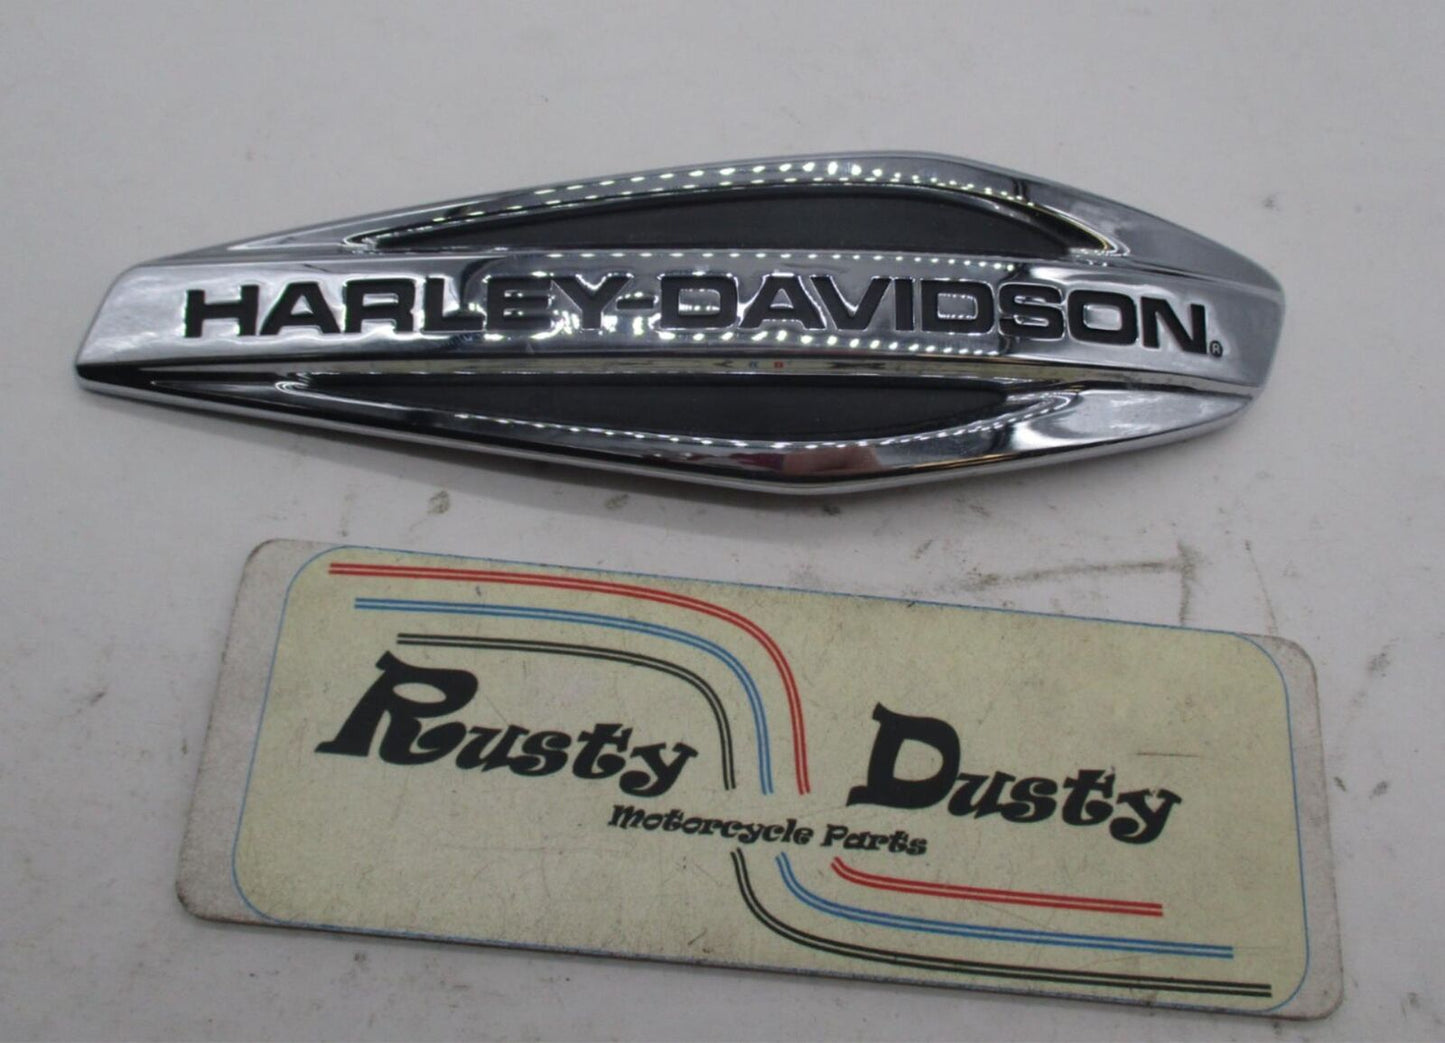 HARLEY-DAVIDSON®
Rusty Dusty
Motorcycle Parts